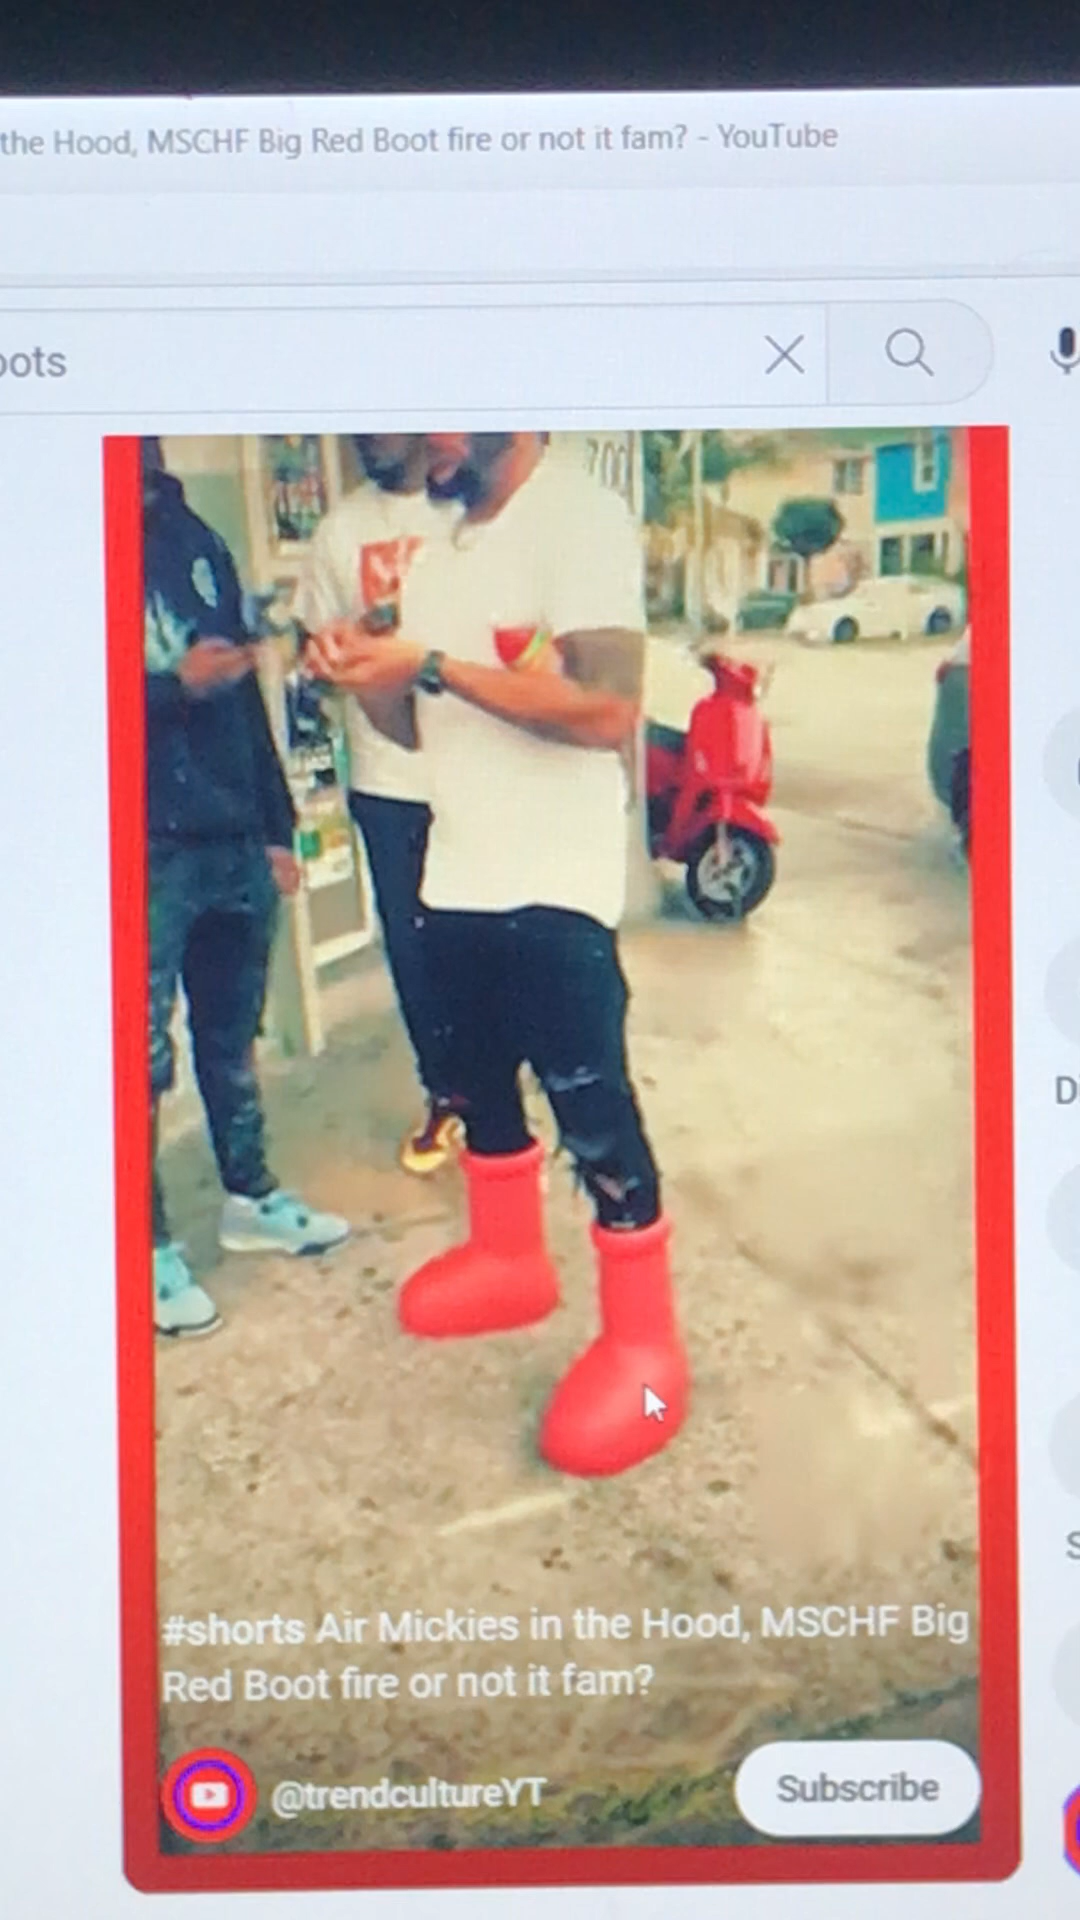 the Hood, MSCHF Big Red Boot fire or not it fam? - YouTube
oots
#shorts Air Mickies in the Hood, MSCHF Big
Red Boot fire or not it fam?
@trendcultureYT
Subscribe